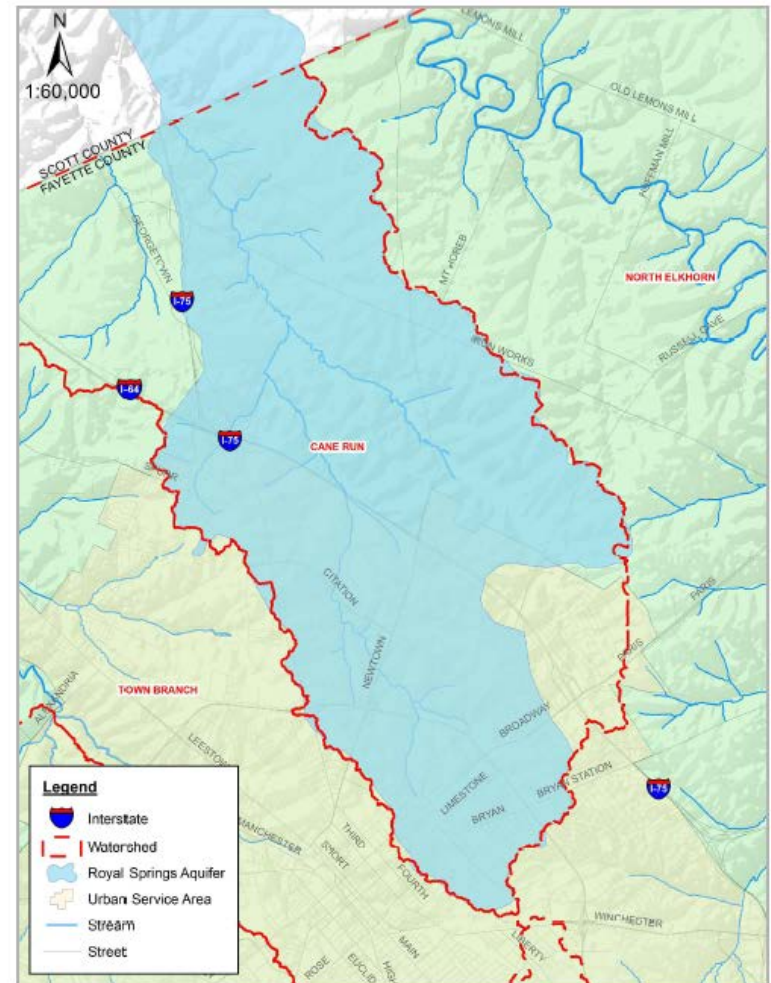 N
1:60,000
LEMONS MILL
OLD LEMONS MILL
HUFFMAN MILL
SCOTT COUNTY
FAYETTE COUNTY
GEORGETOWN
MT HOREB
NORTH ELKHORN
I-75
IRON WORKS
RUSSELL CAVE
I-64
I-75
CANE RUN
SPURR
CITATION
PARIS
NEWTOWN
PARIS
TOWN BRANCH
ALEXANDRIA
BROADWAY
LEESTOWN
LIMESTONE
BRYAN STATION
I-75
BRYAN
MANCHESTER
THIRD
SHORT
FOURTH
WINCHESTER
LIBERTY
MAIN
ROSE
HIGH
Legend
Interstate
Watershed
Royal Springs Aquifer
Urban Service Area
Stream
Street